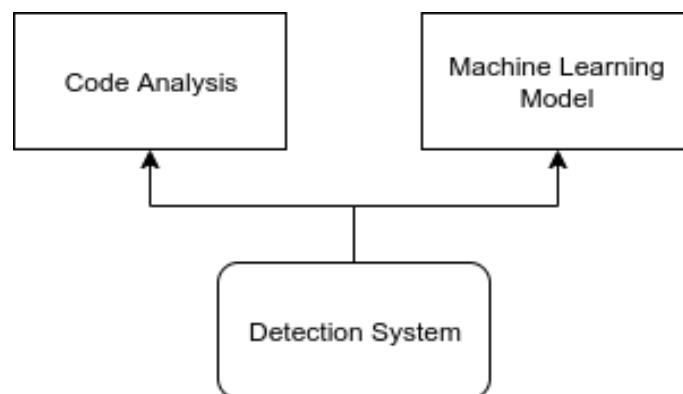 Code Analysis
Machine Learning
Model
Detection System